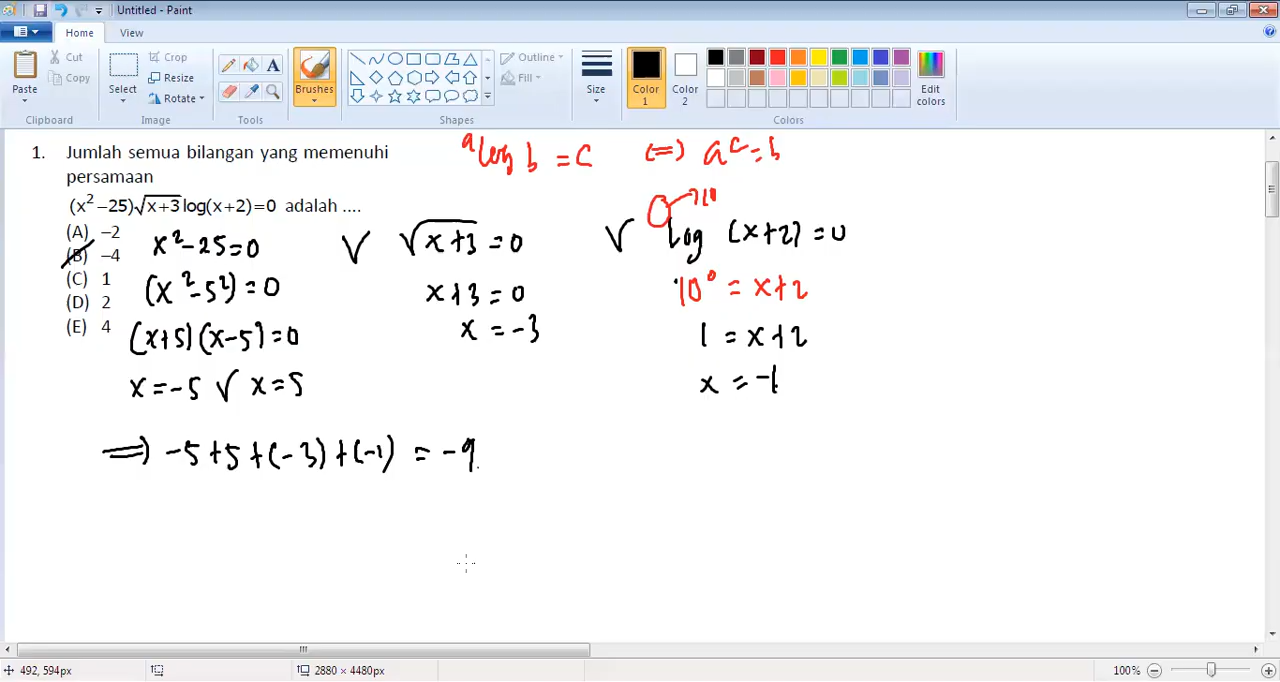 Untitled - Paint
Home View
Paste
Cut
Copy
Clipboard
Select
Crop
Resize
Rotate
Image
Tools
Brushes
Shapes
Outline
Fill
Size
Color 1
Color 2
Edit colors
Colors
ᵃlog b = c ⇔ aᶜ = b
1. Jumlah semua bilangan yang memenuhi
persamaan
(x²−25)√x+3 log(x+2)=0 adalah ....
(A) −2
(B) −4
(C) 1
(D) 2
(E) 4
x²-25=0 V √x+3 = 0 V log (x+2) = 0
→10
(x²-5²) = 0 x+3 = 0 10⁰ = x+2
(x+5)(x-5)=0 x = -3 1 = x+2
x = -5 V x = 5 x = -1
⇒ -5+5+(-3)+(-1) = -9
492, 594px 2880 × 4480px 100%